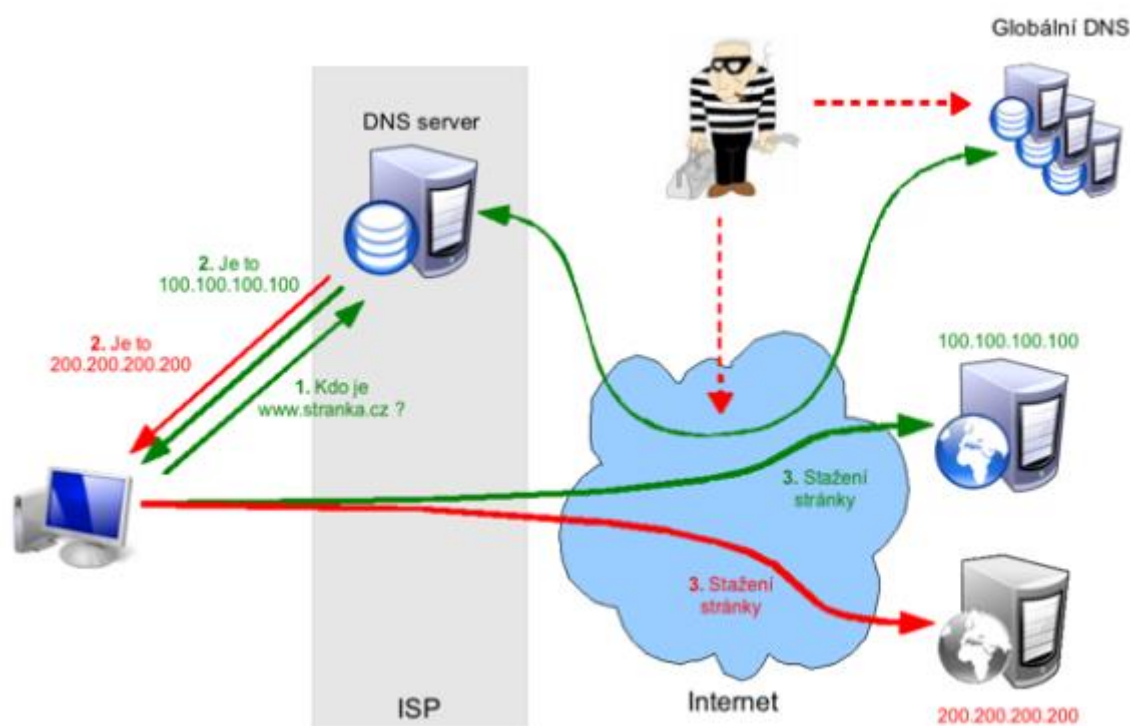 Globální DNS
DNS server
2. Je to
100.100.100.100
2. Je to
200.200.200.200
1. Kdo je
www.stranka.cz ?
100.100.100.100
3. Stažení
stránky
3. Stažení
stránky
ISP
Internet
200.200.200.200